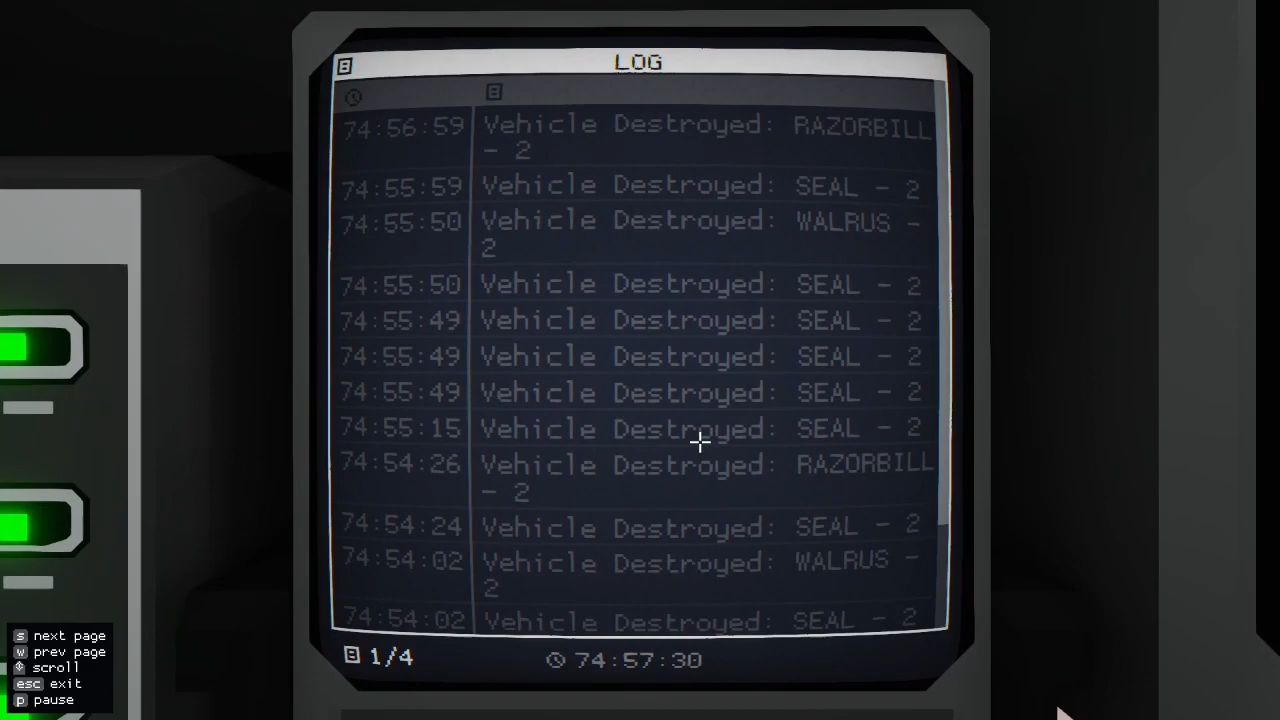 LOG
74:56:59 Vehicle Destroyed: RAZORBILL
- 2
74:55:59 Vehicle Destroyed: SEAL - 2
74:55:50 Vehicle Destroyed: WALRUS -
2
74:55:50 Vehicle Destroyed: SEAL - 2
74:55:49 Vehicle Destroyed: SEAL - 2
74:55:49 Vehicle Destroyed: SEAL - 2
74:55:49 Vehicle Destroyed: SEAL - 2
74:55:15 Vehicle Destroyed: SEAL - 2
74:54:26 Vehicle Destroyed: RAZORBILL
- 2
74:54:24 Vehicle Destroyed: SEAL - 2
74:54:02 Vehicle Destroyed: WALRUS -
2
74:54:02 Vehicle Destroyed: SEAL - 2
1/4 74:57:30
s next page
w prev page
scroll
esc exit
p pause